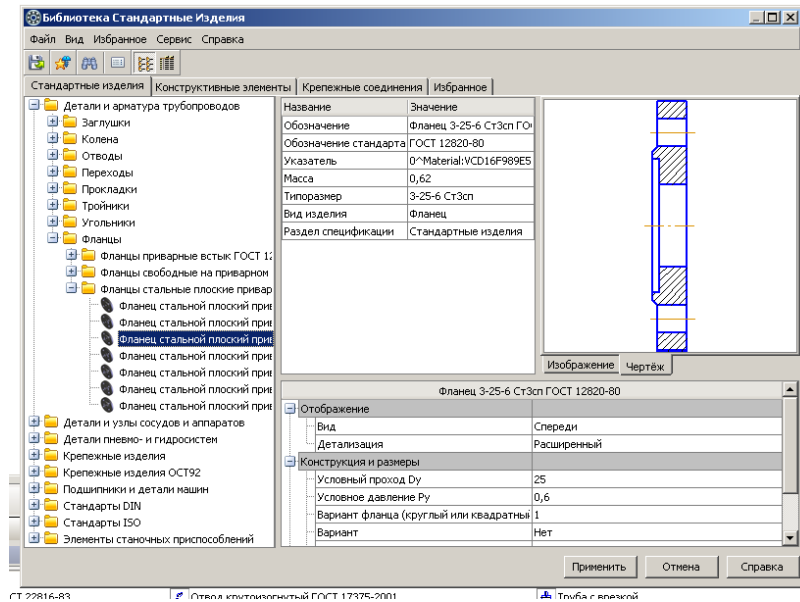 Библиотека Стандартные Изделия
Файл Вид Избранное Сервис Справка
Стандартные изделия Конструктивные элементы Крепежные соединения Избранное
Детали и арматура трубопроводов
Заглушки
Колена
Отводы
Переходы
Прокладки
Тройники
Угольники
Фланцы
Фланцы приварные встык ГОСТ 12
Фланцы свободные на приварном
Фланцы стальные плоские привар
Фланец стальной плоский прив
Фланец стальной плоский прив
Фланец стальной плоский прив
Фланец стальной плоский прив
Фланец стальной плоский прив
Фланец стальной плоский прив
Фланец стальной плоский прив
Детали и узлы сосудов и аппаратов
Детали пневмо- и гидросистем
Крепежные изделия
Крепежные изделия ОСТ92
Подшипники и детали машин
Стандарты DIN
Стандарты ISO
Элементы станочных приспособлений
Название Значение
Обозначение Фланец 3-25-6 Ст3сп ГО
Обозначение стандарта ГОСТ 12820-80
Указатель 0^Material:VCD16F989E5
Масса 0,62
Типоразмер 3-25-6 Ст3сп
Вид изделия Фланец
Раздел спецификации Стандартные изделия
Изображение Чертёж
Фланец 3-25-6 Ст3сп ГОСТ 12820-80
Отображение
Вид Спереди
Детализация Расширенный
Конструкция и размеры
Условный проход Dy 25
Условное давление Py 0,6
Вариант фланца (круглый или квадратный 1
Вариант Нет
Применить Отмена Справка
СТ 22816-83 Отвод крутоизогнутый ГОСТ 17375-2001 Труба с врезкой